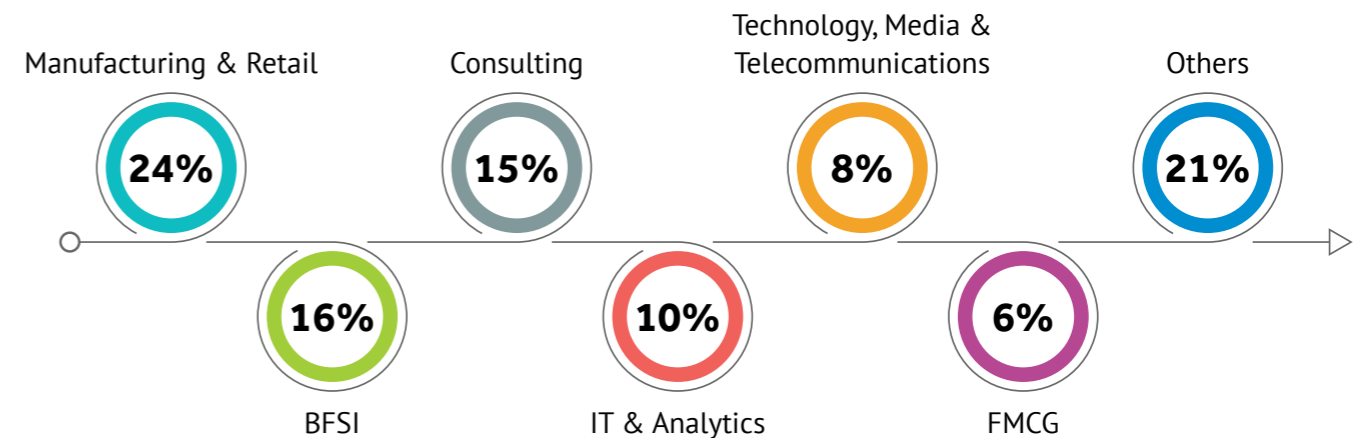 Manufacturing & Retail
24%
BFSI
16%
Consulting
15%
IT & Analytics
10%
Technology, Media &
Telecommunications
8%
FMCG
6%
Others
21%